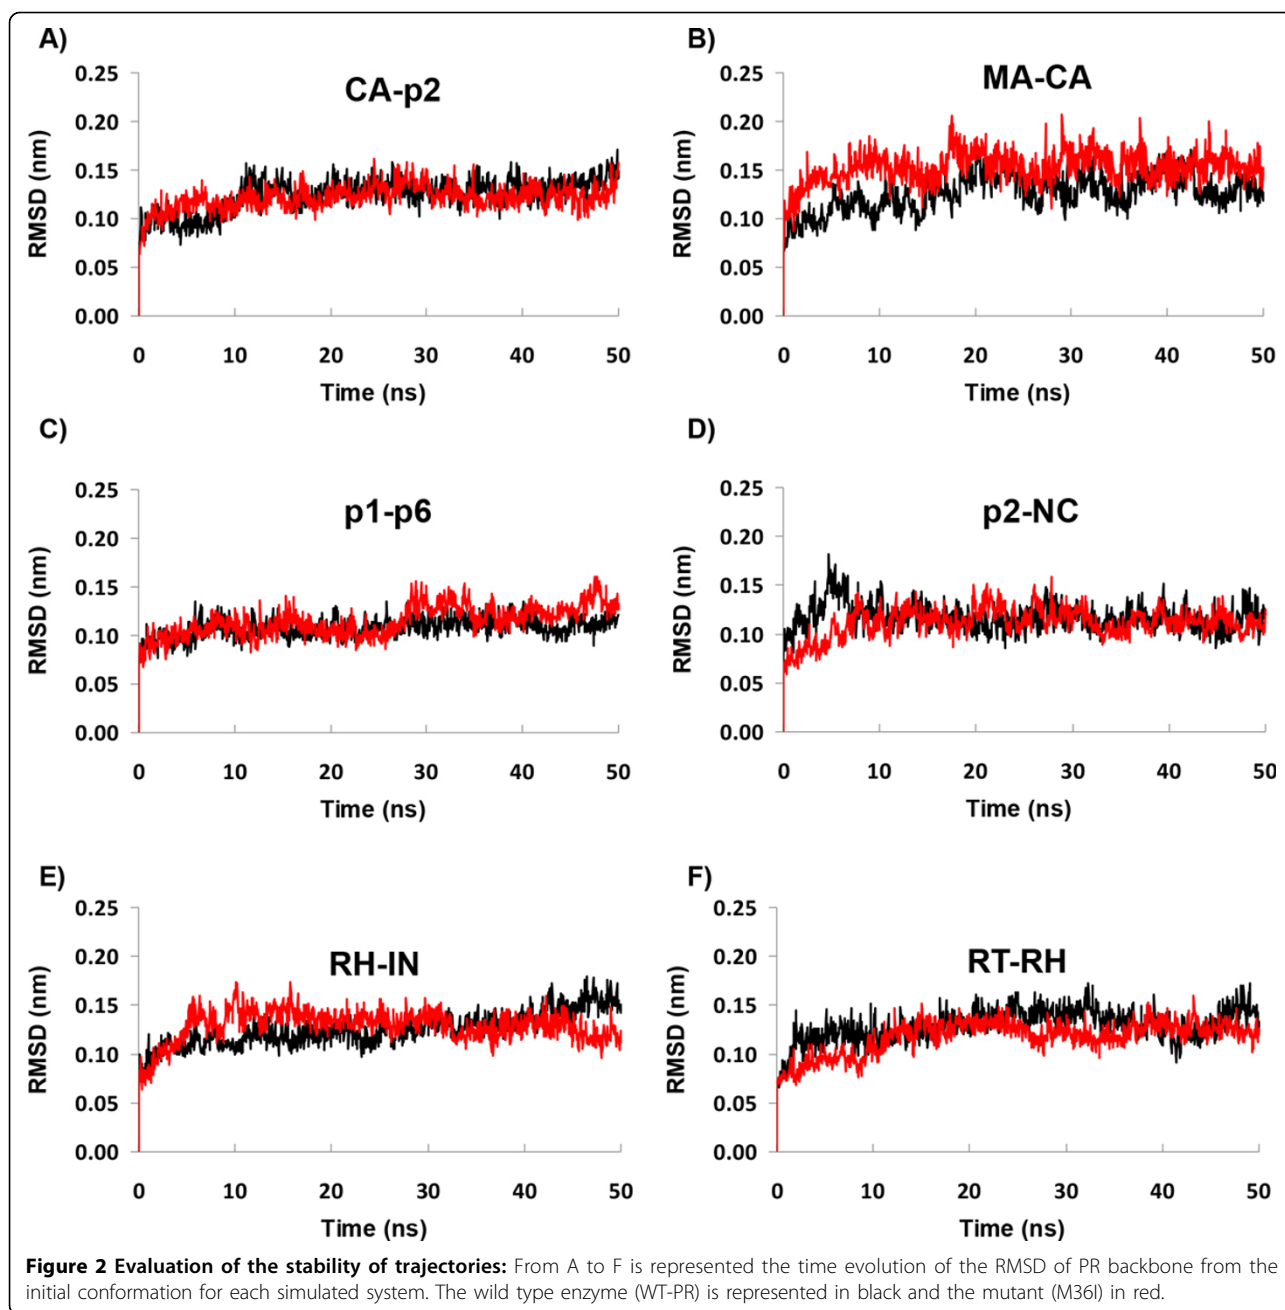 A)
CA-p2
0.25
0.20
0.15
0.10
0.05
0.00
RMSD (nm)
0 10 20 30 40 50
Time (ns)
B)
MA-CA
0.25
0.20
0.15
0.10
0.05
0.00
RMSD (nm)
0 10 20 30 40 50
Time (ns)
C)
p1-p6
0.25
0.20
0.15
0.10
0.05
0.00
RMSD (nm)
0 10 20 30 40 50
Time (ns)
D)
p2-NC
0.25
0.20
0.15
0.10
0.05
0.00
RMSD (nm)
0 10 20 30 40 50
Time (ns)
E)
RH-IN
0.25
0.20
0.15
0.10
0.05
0.00
RMSD (nm)
0 10 20 30 40 50
Time (ns)
F)
RT-RH
0.25
0.20
0.15
0.10
0.05
0.00
RMSD (nm)
0 10 20 30 40 50
Time (ns)
Figure 2 Evaluation of the stability of trajectories: From A to F is represented the time evolution of the RMSD of PR backbone from the
initial conformation for each simulated system. The wild type enzyme (WT-PR) is represented in black and the mutant (M36I) in red.